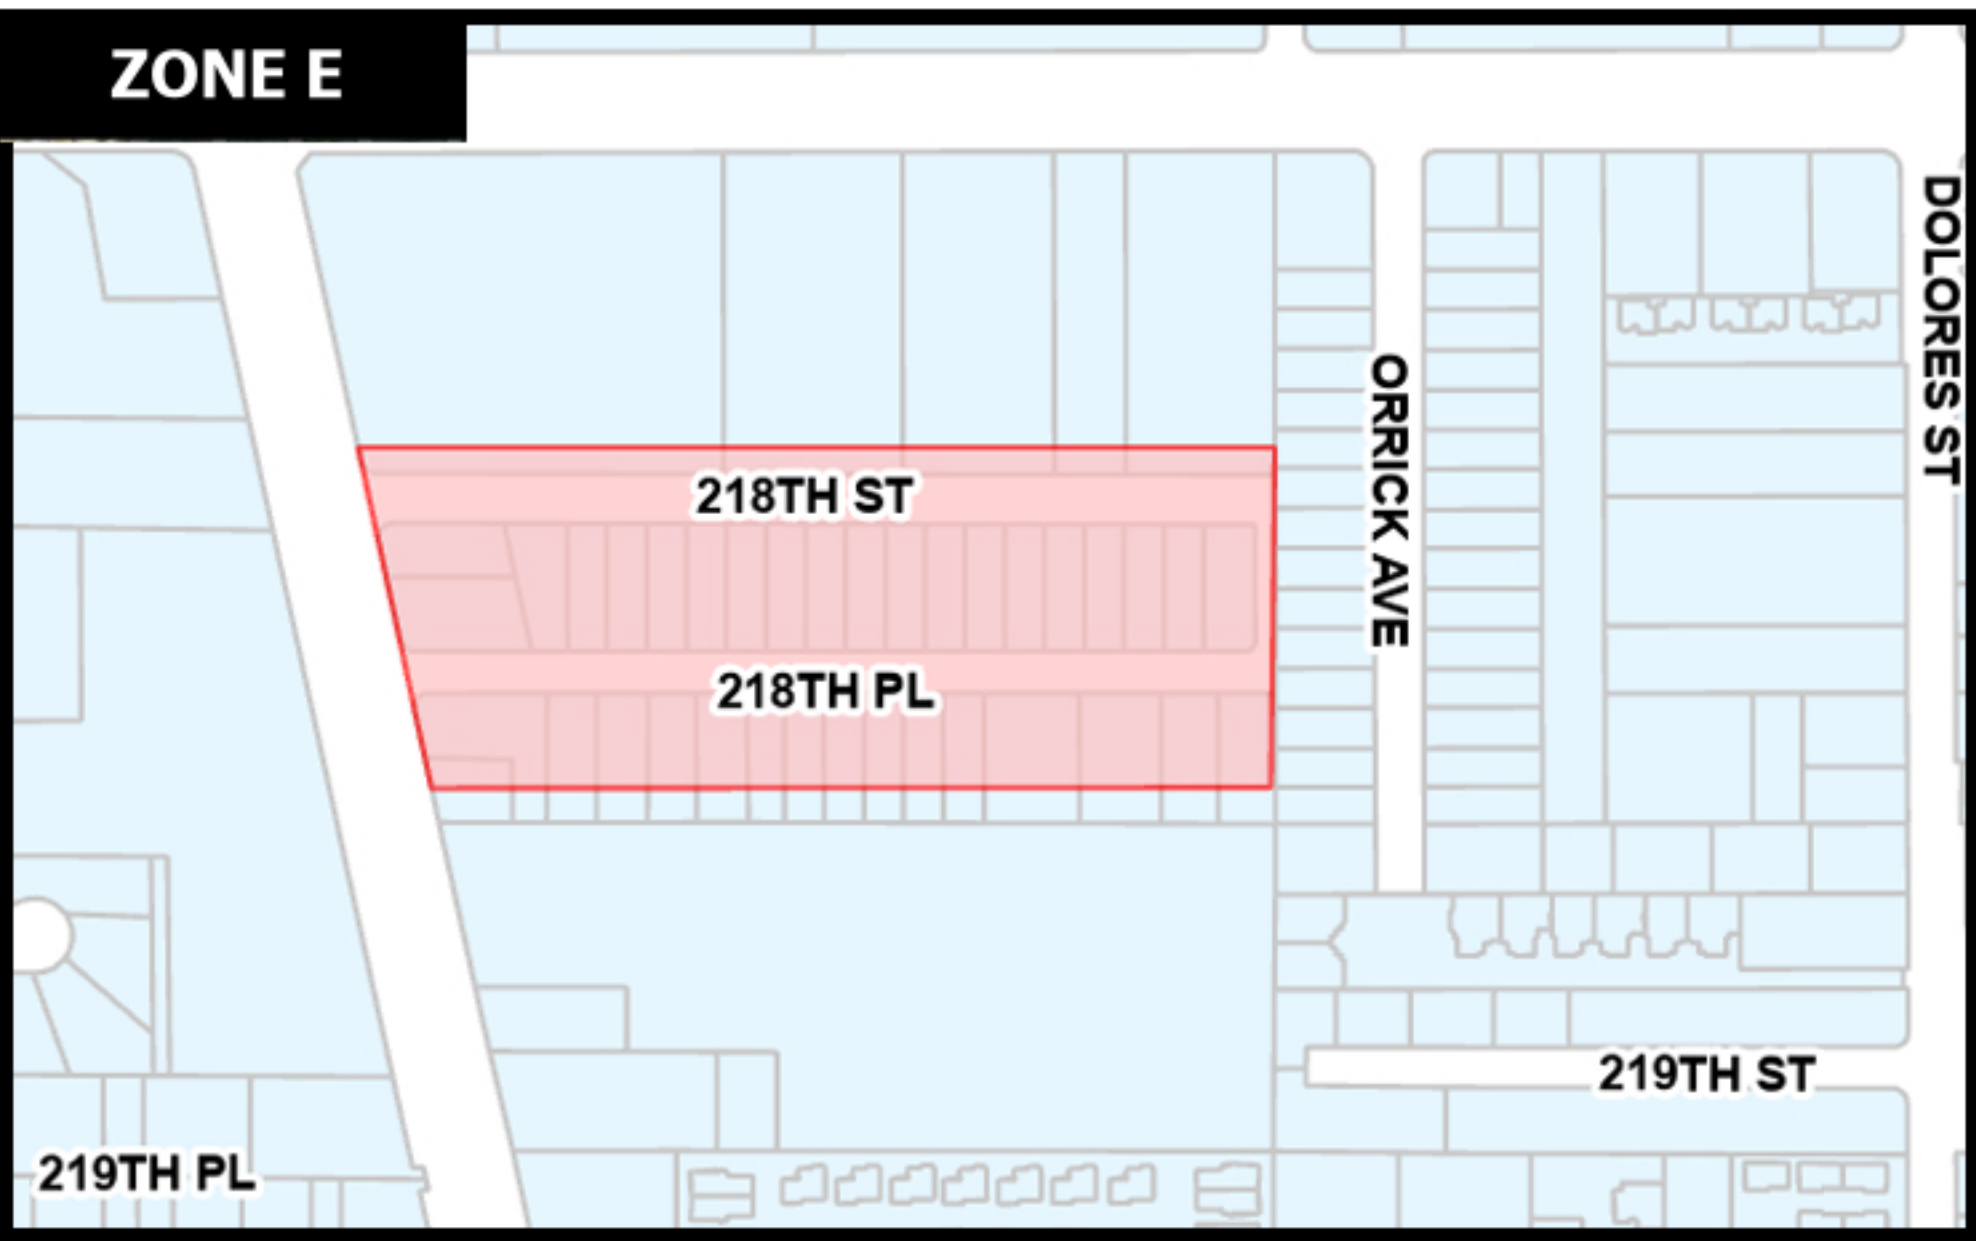 ZONE E
DOLORES ST
ORRICK AVE
218TH ST
218TH PL
219TH ST
219TH PL